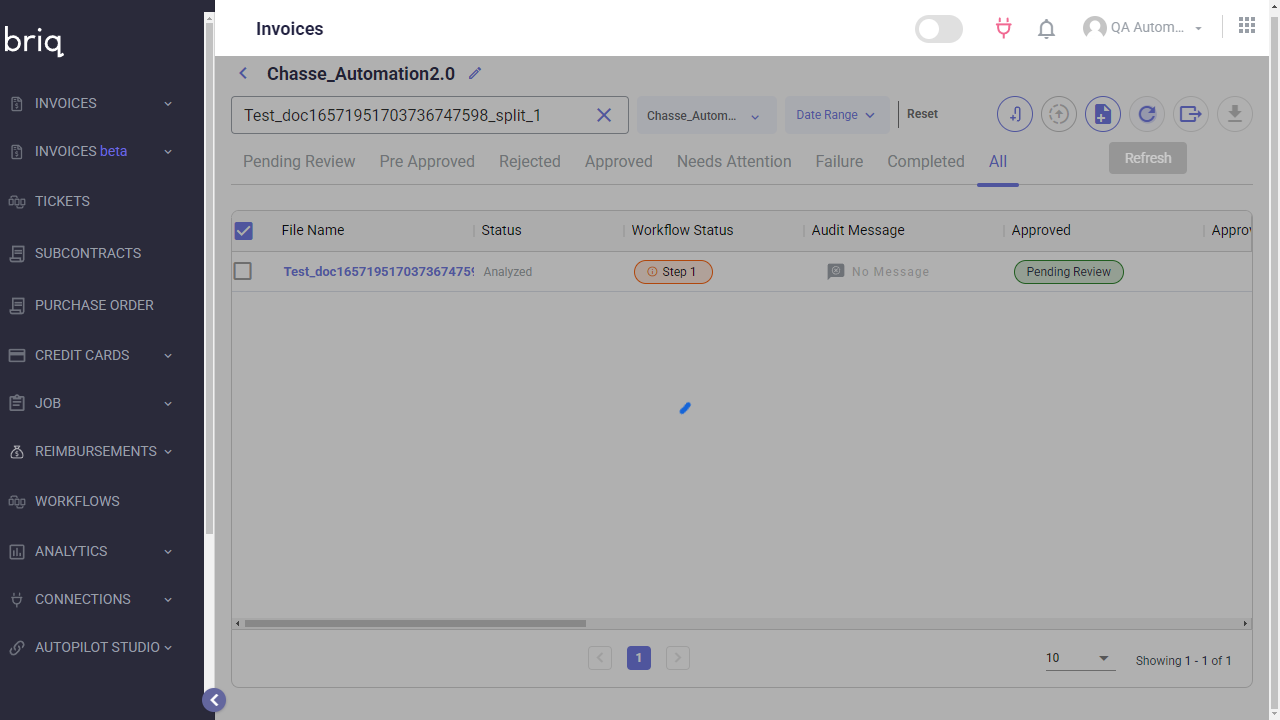 briq
INVOICES
INVOICES beta
TICKETS
SUBCONTRACTS
PURCHASE ORDER
CREDIT CARDS
JOB
REIMBURSEMENTS
WORKFLOWS
ANALYTICS
CONNECTIONS
AUTOPILOT STUDIO
Invoices
QA Autom...
Chasse_Automation2.0
Test_doc16571951703736747598_split_1
Chasse_Autom...
Date Range
Reset
Pending Review
Pre Approved
Rejected
Approved
Needs Attention
Failure
Completed
All
Refresh
File Name
Status
Workflow Status
Audit Message
Approved
Appro
Test_doc1657195170373674759
Analyzed
Step 1
No Message
Pending Review
1
10
Showing 1 - 1 of 1